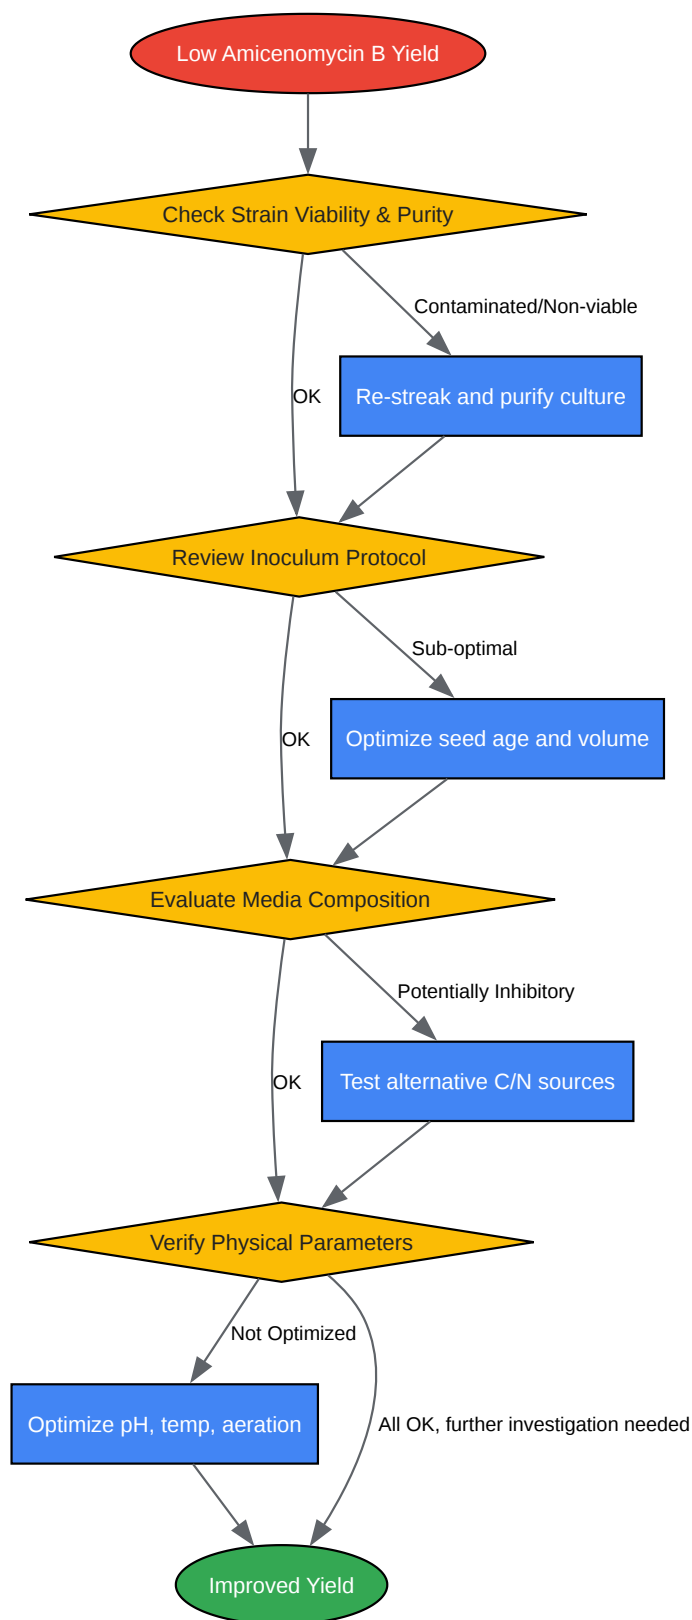 Low Amicenomycin B Yield
Check Strain Viability & Purity
Contaminated/Non-viable
OK
Re-streak and purify culture
Review Inoculum Protocol
Sub-optimal
OK
Optimize seed age and volume
Evaluate Media Composition
Potentially Inhibitory
OK
Test alternative C/N sources
Verify Physical Parameters
Not Optimized
Optimize pH, temp, aeration
All OK, further investigation needed
Improved Yield